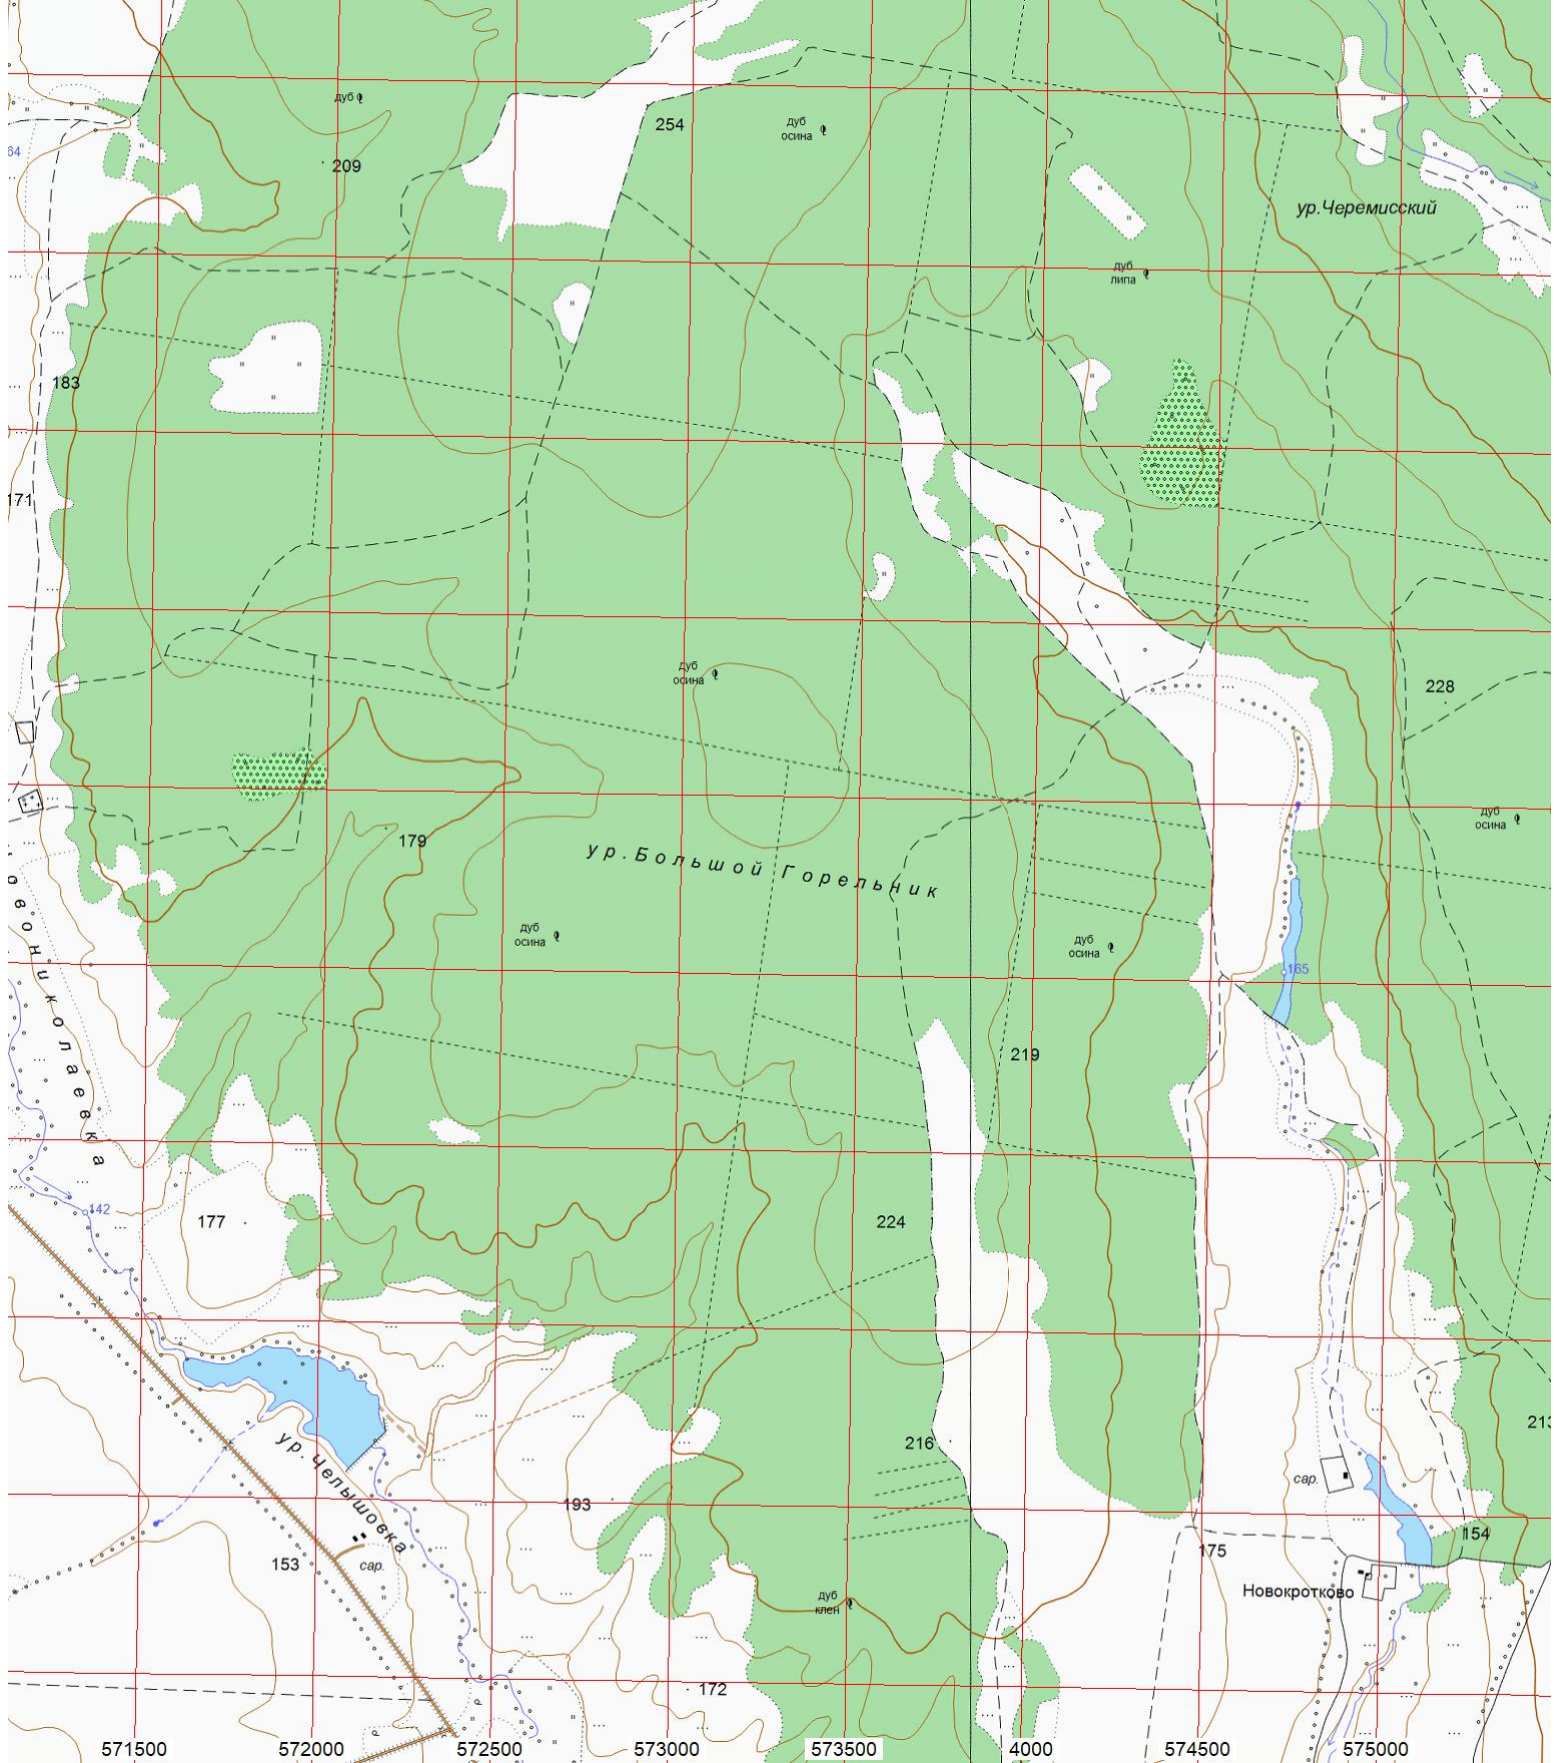 дуб
254
дуб
осина
64
209
ур.Черемисский
дуб
липа
183
171
дуб
осина
228
дуб
осина
179
ур.Большой Горельник
дуб
осина
дуб
осина
165
овониколаевка
219
142
177
224
213
216
ур.Челышовка
сар.
193
154
153
сар.
175
Новокротково
дуб
клен
172
571500
572000
572500
573000
573500
4000
574500
575000